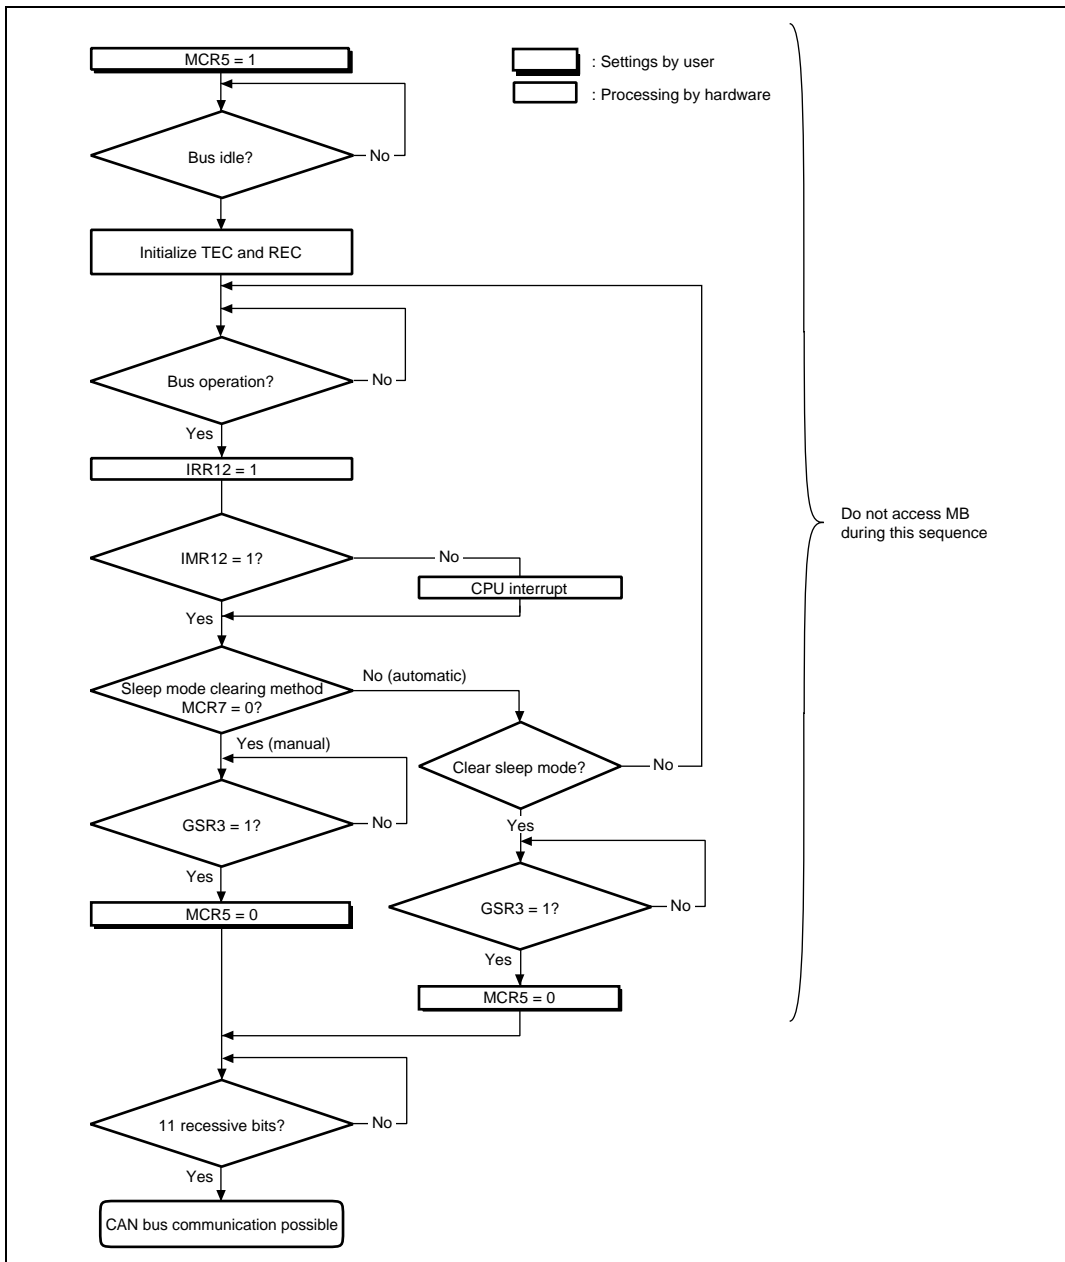 MCR5 = 1
: Settings by user
: Processing by hardware
Bus idle?
No
Initialize TEC and REC
Bus operation?
No
Yes
IRR12 = 1
Do not access MB
during this sequence
IMR12 = 1?
No
CPU interrupt
Yes
Sleep mode clearing method
MCR7 = 0?
No (automatic)
Yes (manual)
Clear sleep mode?
No
GSR3 = 1?
No
Yes
Yes
MCR5 = 0
GSR3 = 1?
No
Yes
MCR5 = 0
11 recessive bits?
No
Yes
CAN bus communication possible